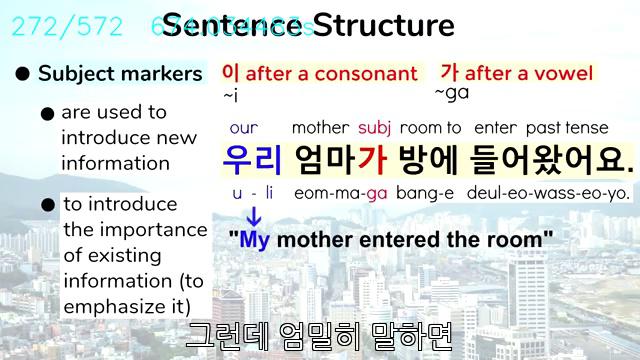 272/572
Sentence Structure
● Subject markers
이 after a consonant
~i
가 after a vowel
~ga
● are used to
introduce new
information
● to introduce
the importance
of existing
information (to
emphasize it)
our mother subj room to enter past tense
우리 엄마가 방에 들어왔어요.
u - li eom-ma-ga bang-e deul-eo-wass-eo-yo.
↓
"My mother entered the room"
그런데 엄밀히 말하면